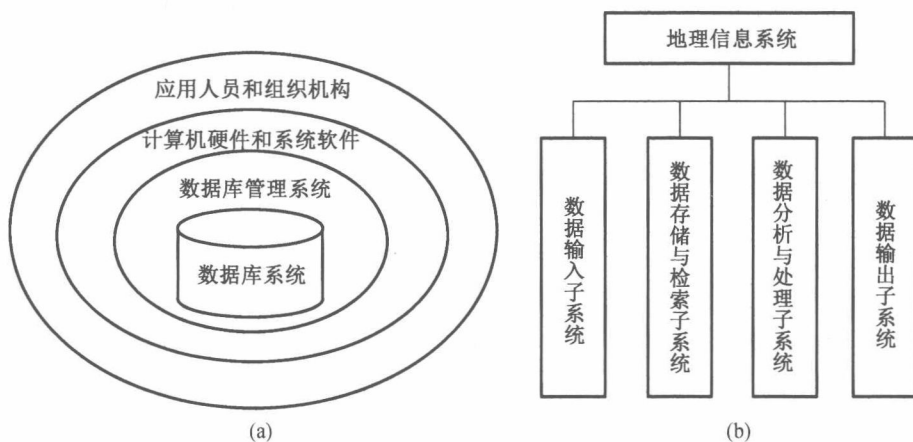 应用人员和组织机构
计算机硬件和系统软件
数据库管理系统
数据库系统
(a)
地理信息系统
数据输入子系统
数据存储与检索子系统
数据分析与处理子系统
数据输出子系统
(b)